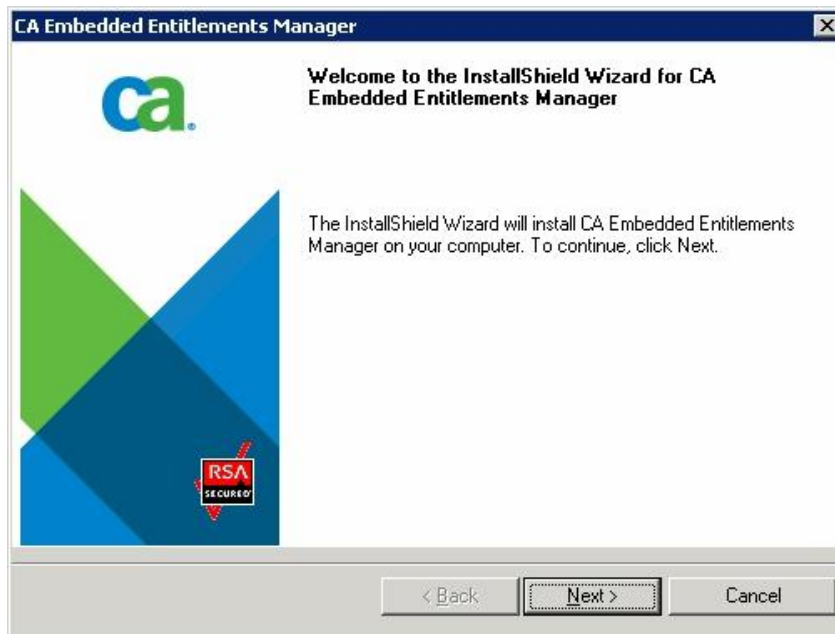 CA Embedded Entitlements Manager
ca.
Welcome to the InstallShield Wizard for CA
Embedded Entitlements Manager
The InstallShield Wizard will install CA Embedded Entitlements
Manager on your computer. To continue, click Next.
RSA
SECURED
< Back
Next >
Cancel